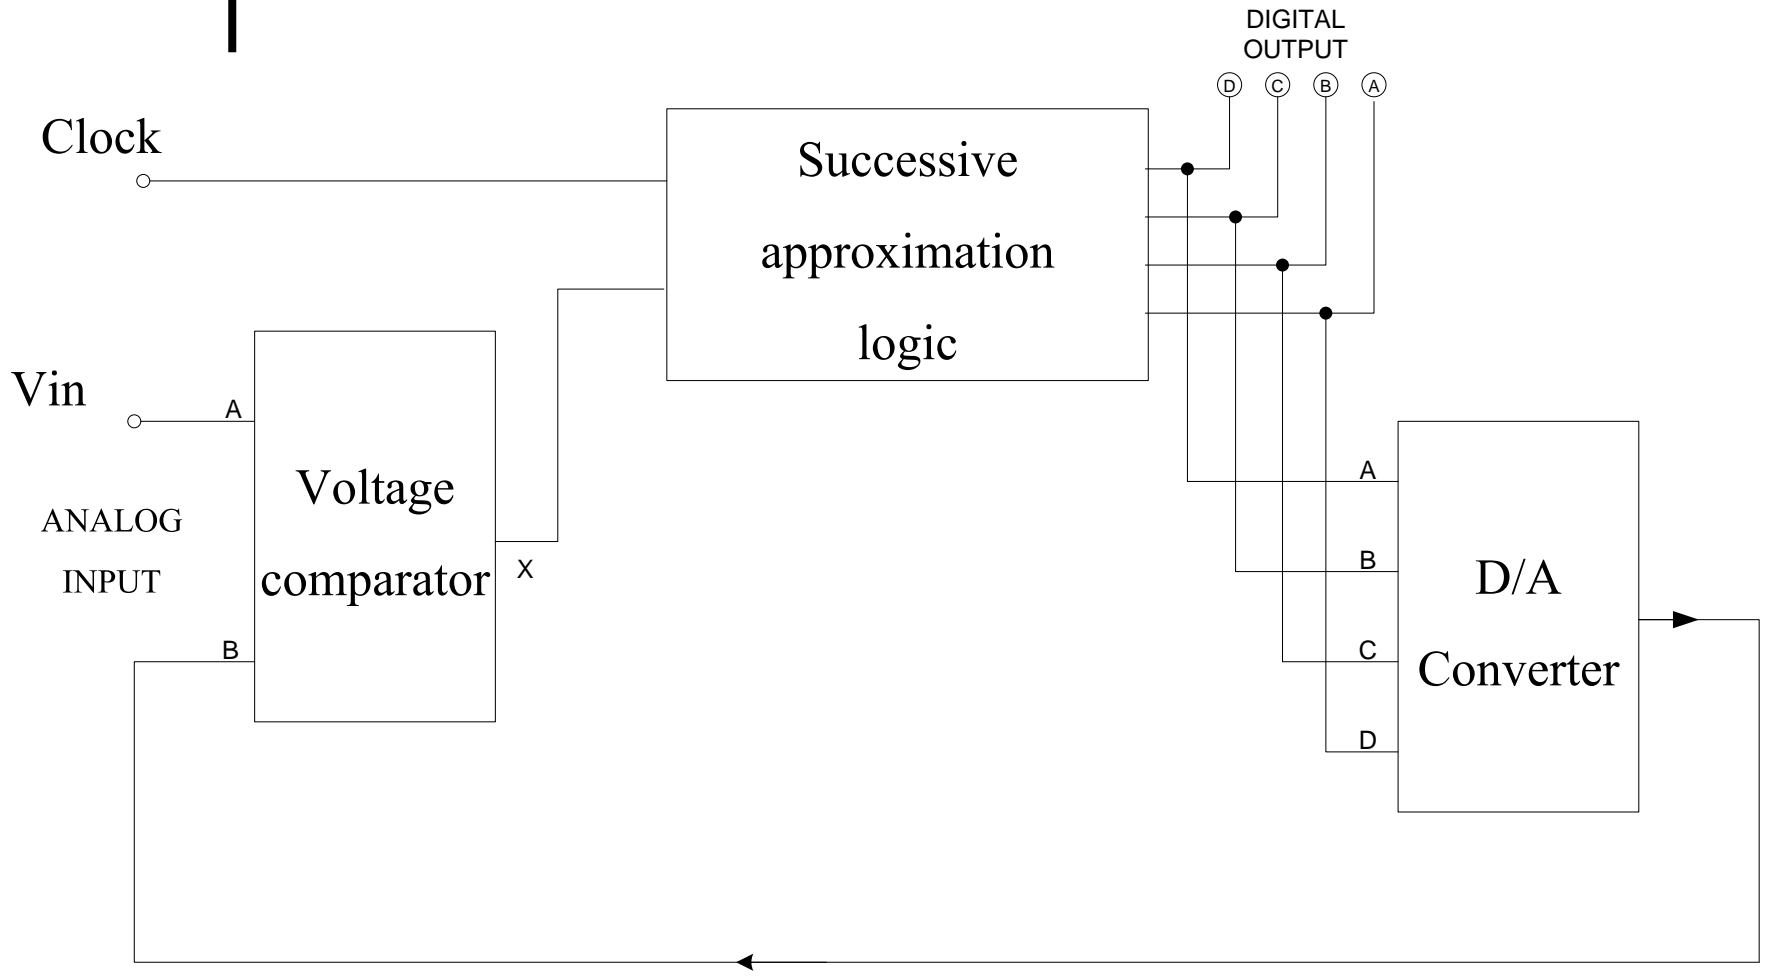 DIGITAL
OUTPUT
D C B A
Clock
Successive
approximation
logic
Vin
A
Voltage
comparator
ANALOG
INPUT
X
B
A
B
C
D
D/A
Converter